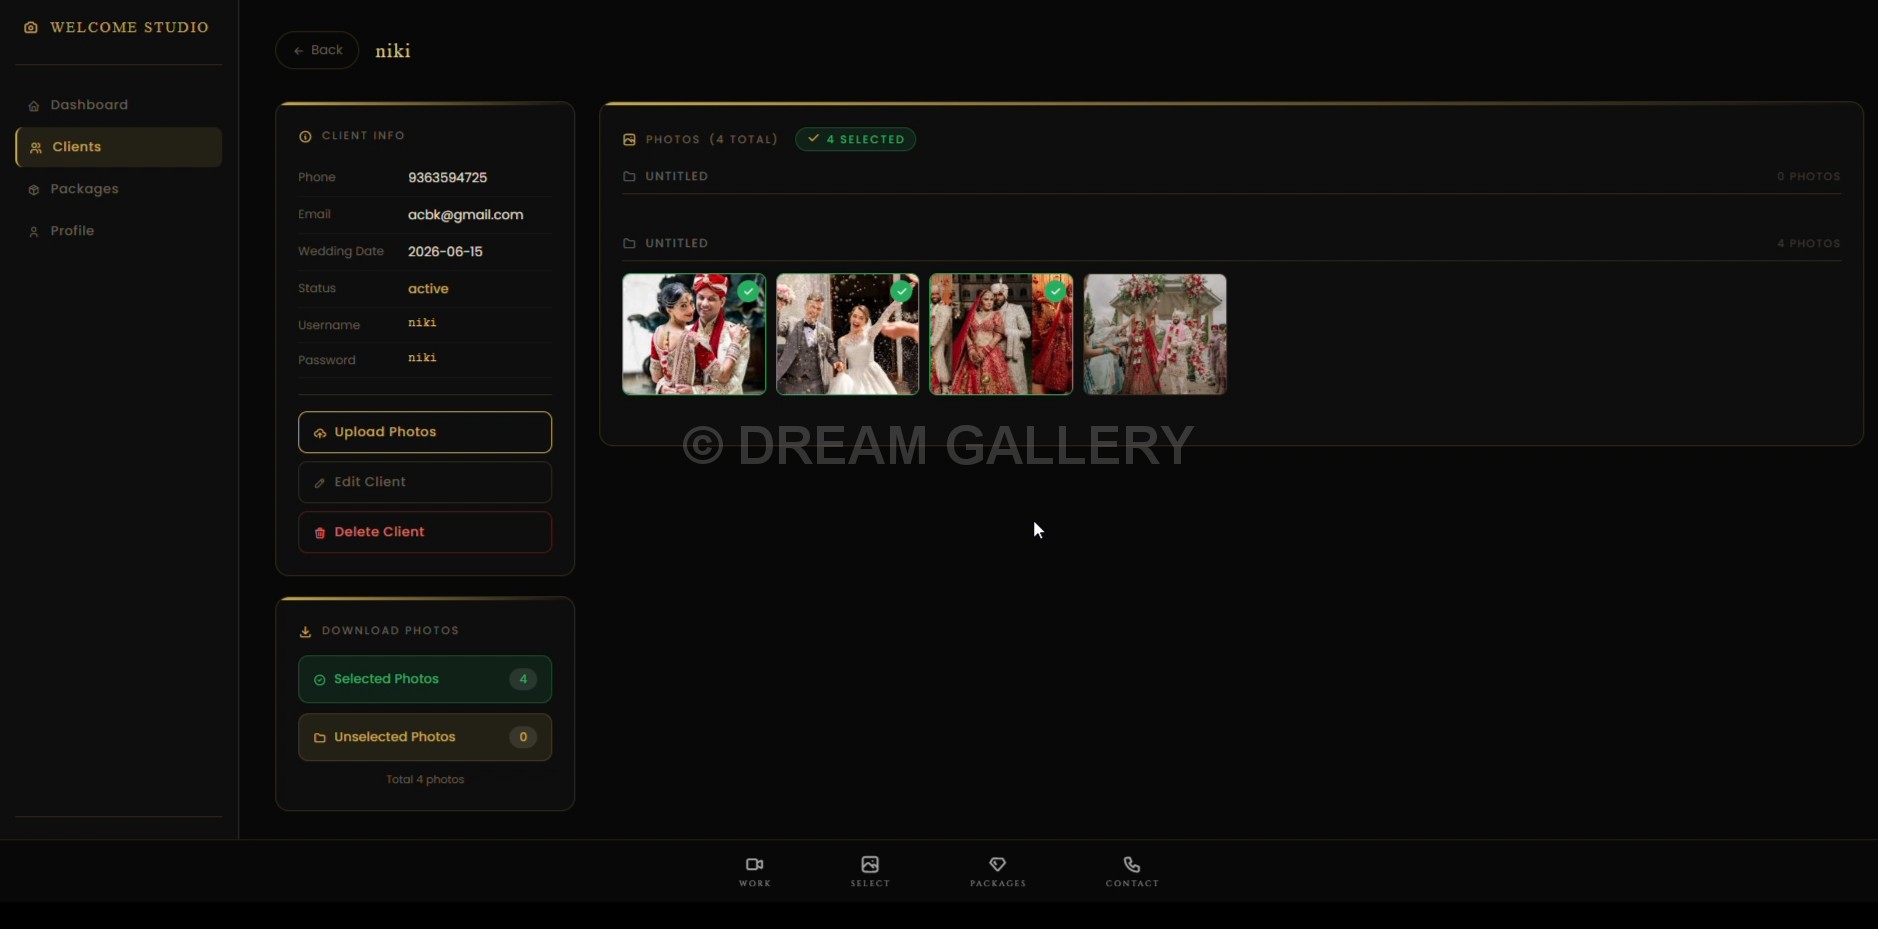 WELCOME STUDIO
Dashboard
Clients
Packages
Profile
← Back niki
CLIENT INFO
Phone 9363594725
Email acbk@gmail.com
Wedding Date 2026-06-15
Status active
Username niki
Password niki
Upload Photos
Edit Client
Delete Client
DOWNLOAD PHOTOS
Selected Photos 4
Unselected Photos 0
Total 4 photos
PHOTOS (4 TOTAL) ✓ 4 SELECTED
UNTITLED 0 PHOTOS
UNTITLED 4 PHOTOS
© DREAM GALLERY
WORK SELECT PACKAGES CONTACT